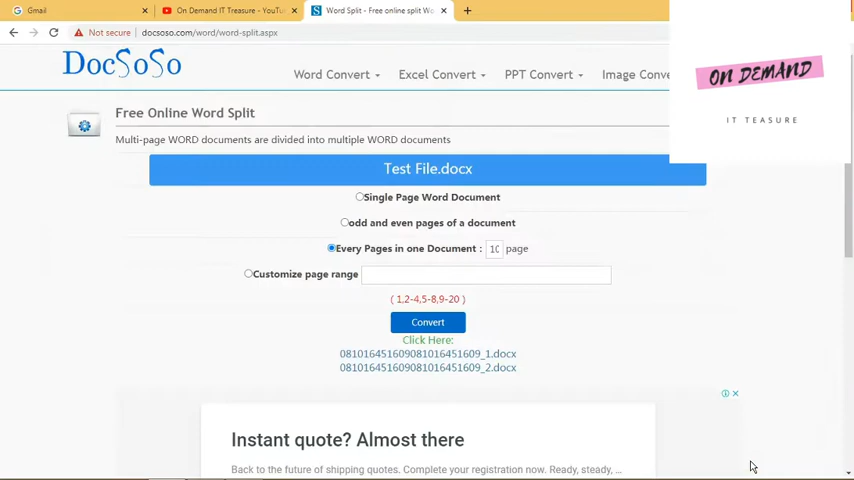 Gmail
On Demand IT Treasure - YouTu
Word Split - Free online split Wo
Not secure
docsoso.com/word/word-split.aspx
DocSoSo
Word Convert
Excel Convert
PPT Convert
Image Conve
ON DEMAND
IT TEASURE
Free Online Word Split
Multi-page WORD documents are divided into multiple WORD documents
Test File.docx
Single Page Word Document
odd and even pages of a document
Every Pages in one Document : 10 page
Customize page range
( 1,2-4,5-8,9-20 )
Convert
Click Here:
081016451609081016451609_1.docx
081016451609081016451609_2.docx
Instant quote? Almost there
Back to the future of shipping quotes. Complete your registration now. Ready, steady, ...